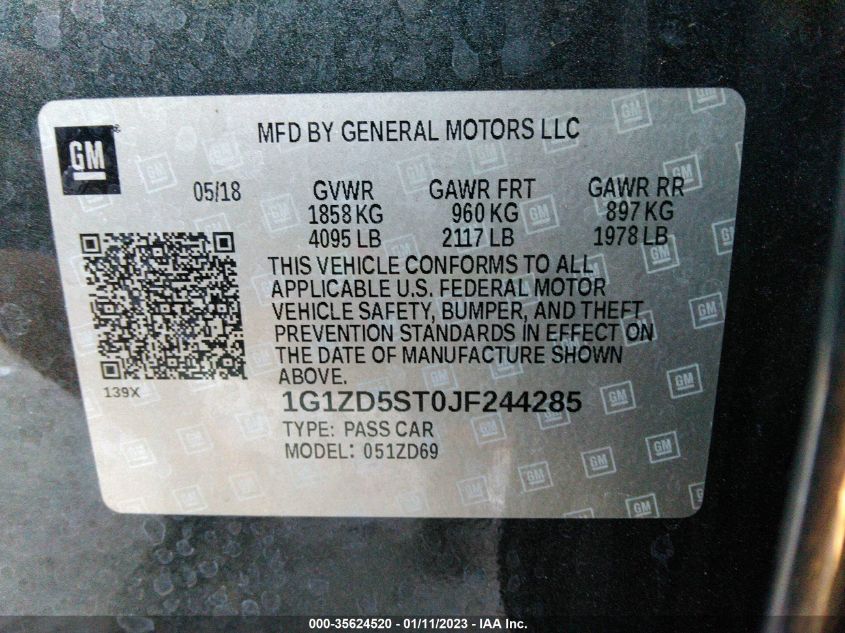 GM
MFD BY GENERAL MOTORS LLC
05/18 GVWR GAWR FRT GAWR RR
1858 KG 960 KG 897 KG
4095 LB 2117 LB 1978 LB
THIS VEHICLE CONFORMS TO ALL
APPLICABLE U.S. FEDERAL MOTOR
VEHICLE SAFETY, BUMPER, AND THEFT
PREVENTION STANDARDS IN EFFECT ON
THE DATE OF MANUFACTURE SHOWN
ABOVE.
139X
1G1ZD5ST0JF244285
TYPE: PASS CAR
MODEL: 051ZD69
000-35624520 - 01/11/2023 - IAA Inc.